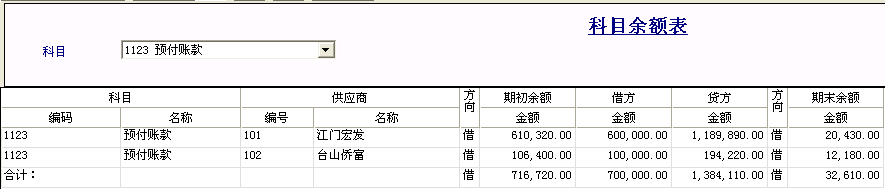 科目余额表
科目 1123 预付账款
科目 供应商 方向 期初余额 借方 贷方 方向 期末余额
编码 名称 编号 名称 金额 金额 金额 金额
1123 预付账款 101 江门宏发 借 610,320.00 600,000.00 1,189,890.00 借 20,430.00
1123 预付账款 102 台山侨富 借 106,400.00 100,000.00 194,220.00 借 12,180.00
合计： 借 716,720.00 700,000.00 1,384,110.00 借 32,610.00